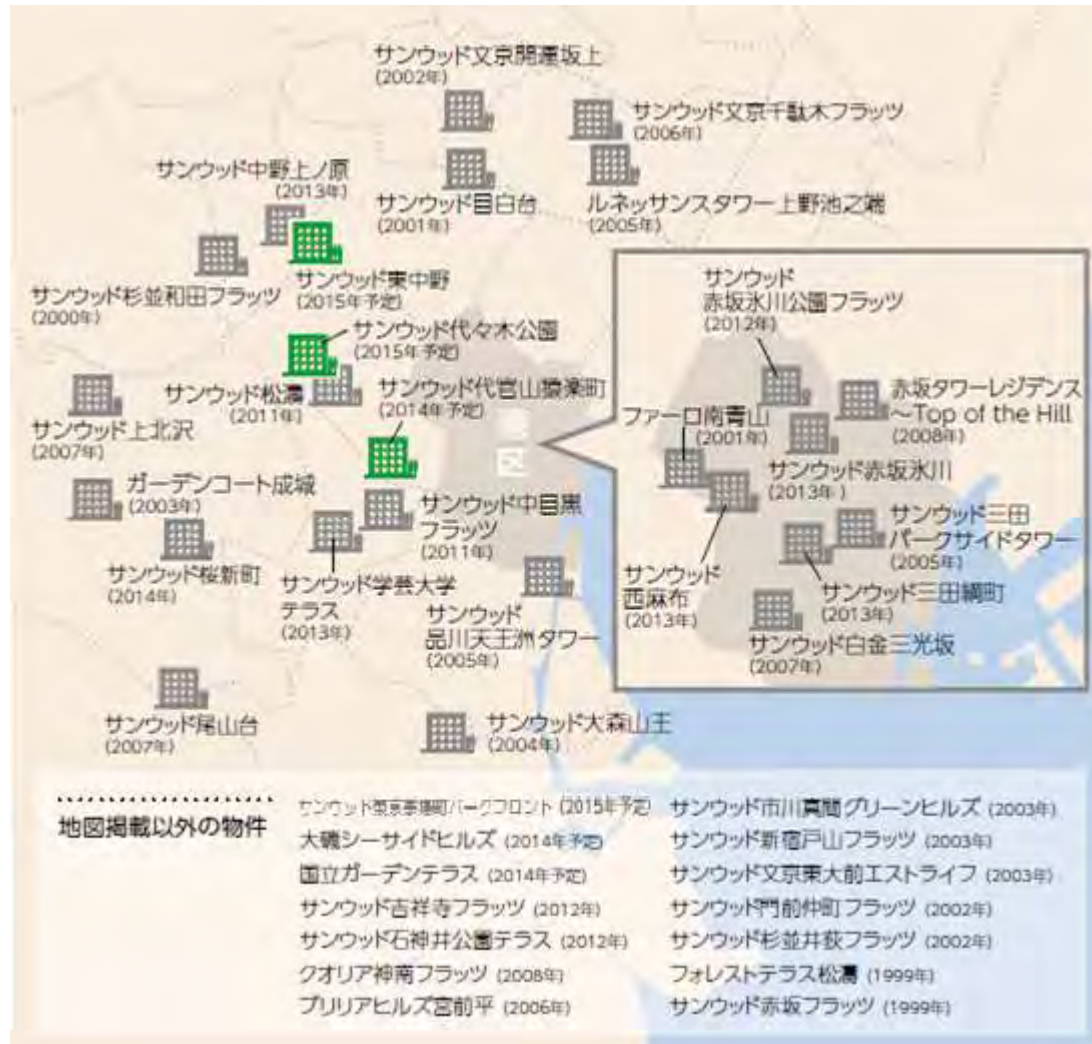 サンウッド文京開運坂上
(2002年)
サンウッド文京千駄木フラッツ
(2006年)
サンウッド中野上ノ原
(2013年)
サンウッド目白台
(2001年)
ルネッサンスタワー上野池之端
(2005年)
サンウッド杉並和田フラッツ
(2000年)
サンウッド東中野
(2015年予定)
サンウッド代々木公園
(2015年予定)
サンウッド松濤
(2011年)
サンウッド代官山猿楽町
(2014年予定)
サンウッド上北沢
(2007年)
ガーデンコート成城
(2003年)
サンウッド中目黒
フラッツ
(2011年)
サンウッド桜新町
(2014年)
サンウッド学芸大学
テラス
(2013年)
サンウッド
品川天王洲タワー
(2005年)
サンウッド尾山台
(2007年)
サンウッド大森山王
(2004年)
サンウッド
赤坂氷川公園フラッツ
(2012年)
赤坂タワーレジデンス
～Top of the Hill
(2008年)
ファーロ南青山
(2001年)
サンウッド赤坂氷川
(2013年)
サンウッド三田
パークサイドタワー
(2005年)
サンウッド
西麻布
(2013年)
サンウッド三田綱町
(2013年)
サンウッド白金三光坂
(2007年)
地図掲載以外の物件
サンウッド東京茅場町パークフロント (2015年予定)
大磯シーサイドヒルズ (2014年予定)
国立ガーデンテラス (2014年予定)
サンウッド吉祥寺フラッツ (2012年)
サンウッド石神井公園テラス (2012年)
クオリア神南フラッツ (2008年)
ブリリアヒルズ宮前平 (2006年)
サンウッド市川真間グリーンヒルズ (2003年)
サンウッド新宿戸山フラッツ (2003年)
サンウッド文京東大前エストライフ (2003年)
サンウッド門前仲町フラッツ (2002年)
サンウッド杉並井荻フラッツ (2002年)
フォレストテラス松濤 (1999年)
サンウッド赤坂フラッツ (1999年)